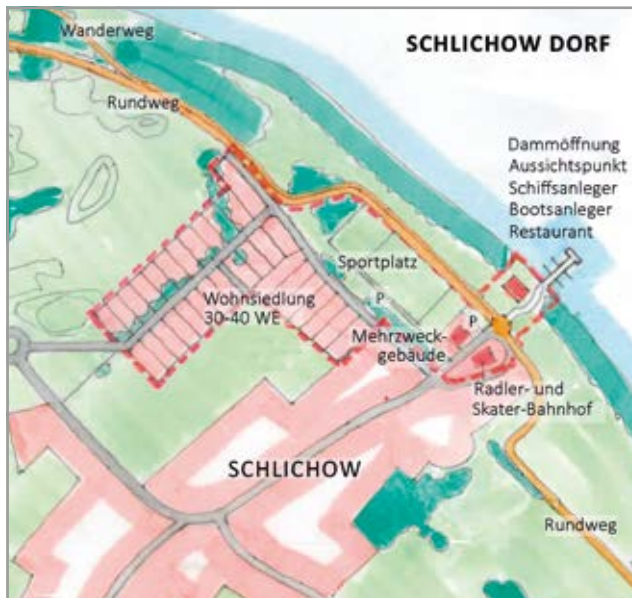 Wanderweg
SCHLICHOW DORF
Rundweg
Dammöffnung
Aussichtspunkt
Schiffsanleger
Bootsanleger
Restaurant
Sportplatz
Wohnsiedlung
30-40 WE
P
P
Mehrzweck-
gebäude
Radler- und
Skater-Bahnhof
SCHLICHOW
Rundweg